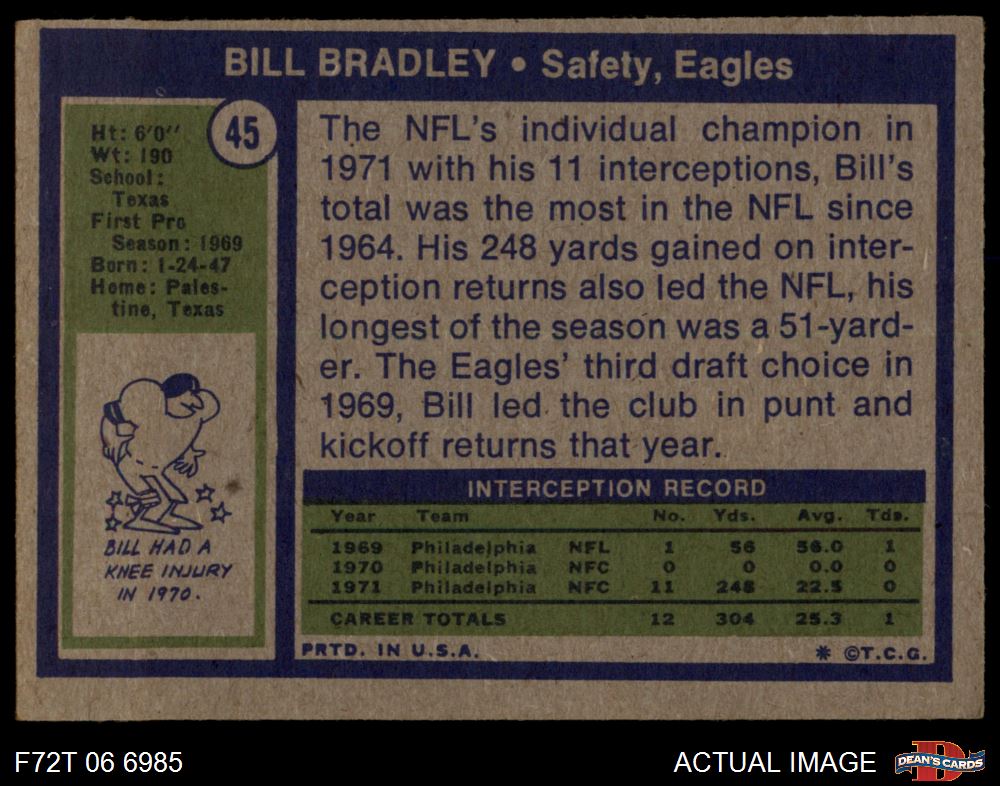 BILL BRADLEY • Safety, Eagles
45
Ht: 6'0''
Wt: 190
School:
Texas
First Pro
Season: 1969
Born: 1-24-47
Home: Pales-
tine, Texas
BILL HAD A
KNEE INJURY
IN 1970.
The NFL's individual champion in
1971 with his 11 interceptions, Bill's
total was the most in the NFL since
1964. His 248 yards gained on inter-
ception returns also led the NFL, his
longest of the season was a 51-yard-
er. The Eagles' third draft choice in
1969, Bill led the club in punt and
kickoff returns that year.
INTERCEPTION RECORD
Year Team No. Yds. Avg. Tds.
1969 Philadelphia NFL 1 56 56.0 1
1970 Philadelphia NFC 0 0 0.0 0
1971 Philadelphia NFC 11 248 22.5 0
CAREER TOTALS 12 304 25.3 1
PRTD. IN U.S.A. * ©T.C.G.
F72T 06 6985 ACTUAL IMAGE
D
DEAN'S CARDS